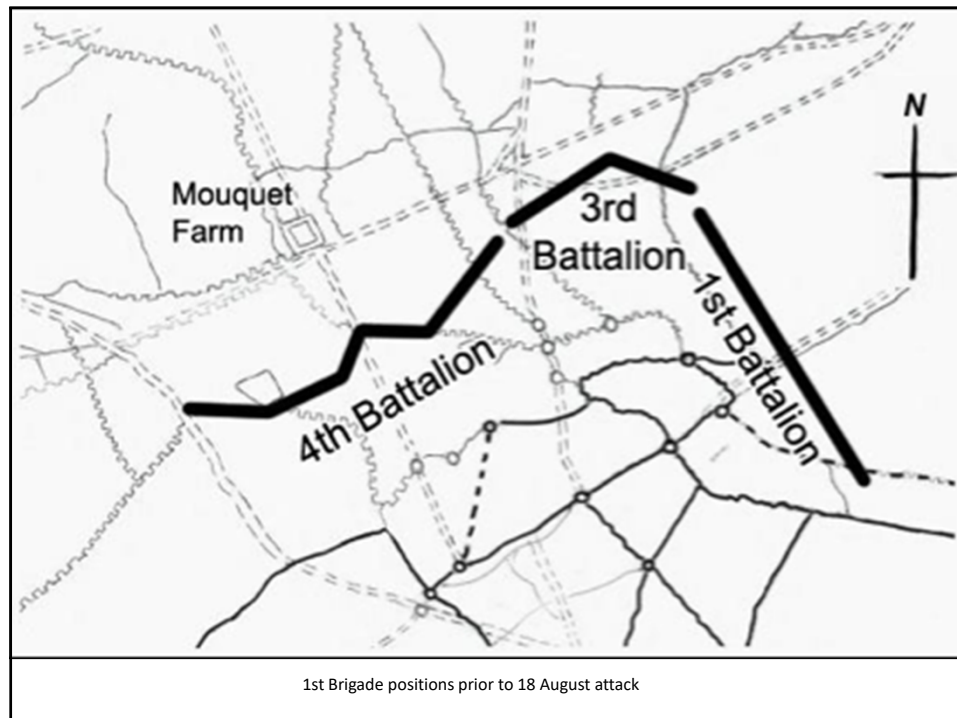 N
Mouquet
Farm
3rd
Battalion
1st Battalion
4th Battalion
1st Brigade positions prior to 18 August attack